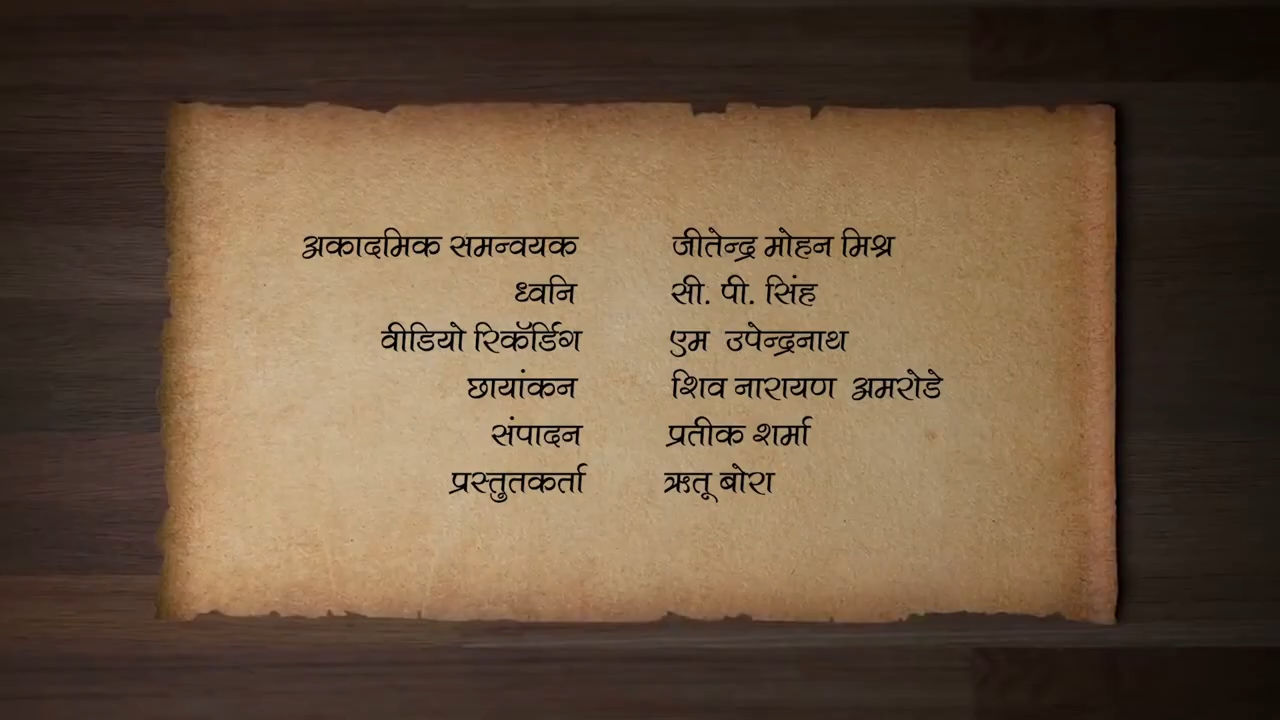 अकादमिक समन्वयक जीतेन्द्र मोहन मिश्र
ध्वनि सी. पी. सिंह
वीडियो रिकॉर्डिंग एम उपेन्द्रनाथ
छायांकन शिव नारायण अमरोडे
संपादन प्रतीक शर्मा
प्रस्तुतकर्ता ऋतू बोरा